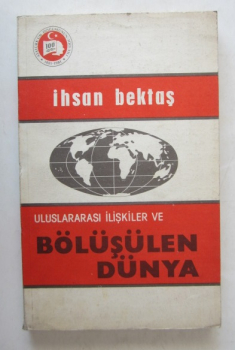 ihsan bektaş
ULUSLARARASI İLİŞKİLER VE
BÖLÜŞÜLEN
DÜNYA